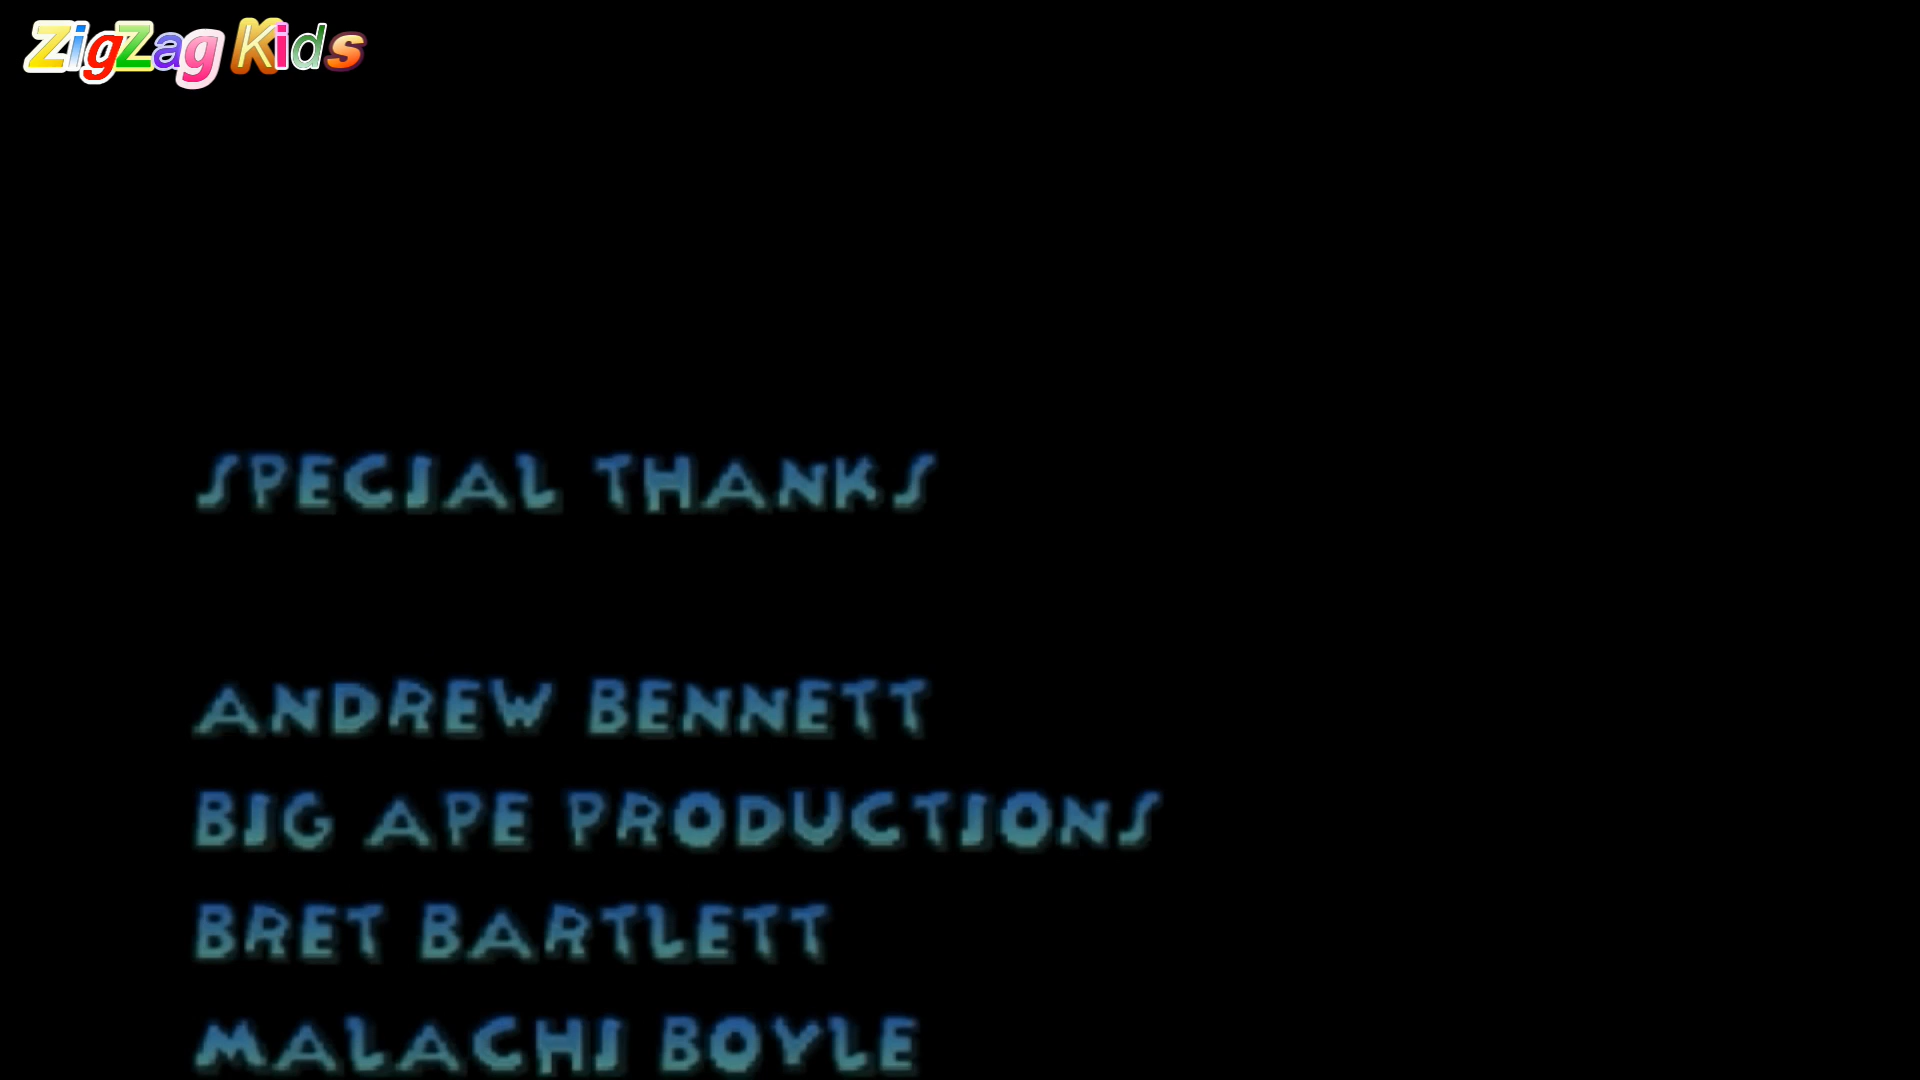 ZigZag Kids
SPECIAL THANKS
ANDREW BENNETT
BIG APE PRODUCTIONS
BRET BARTLETT
MALACHI BOYLE